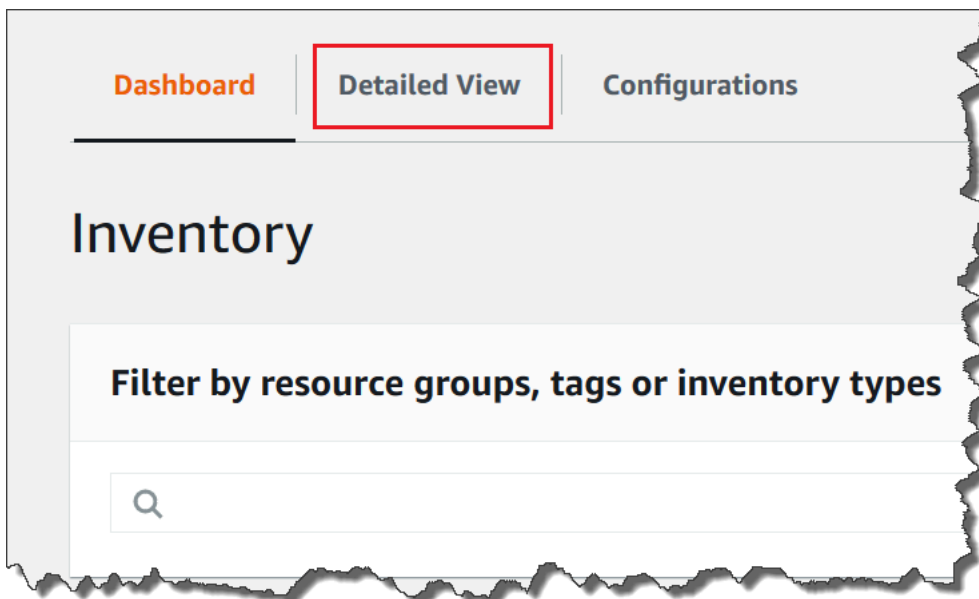 Dashboard Detailed View Configurations
Inventory
Filter by resource groups, tags or inventory types